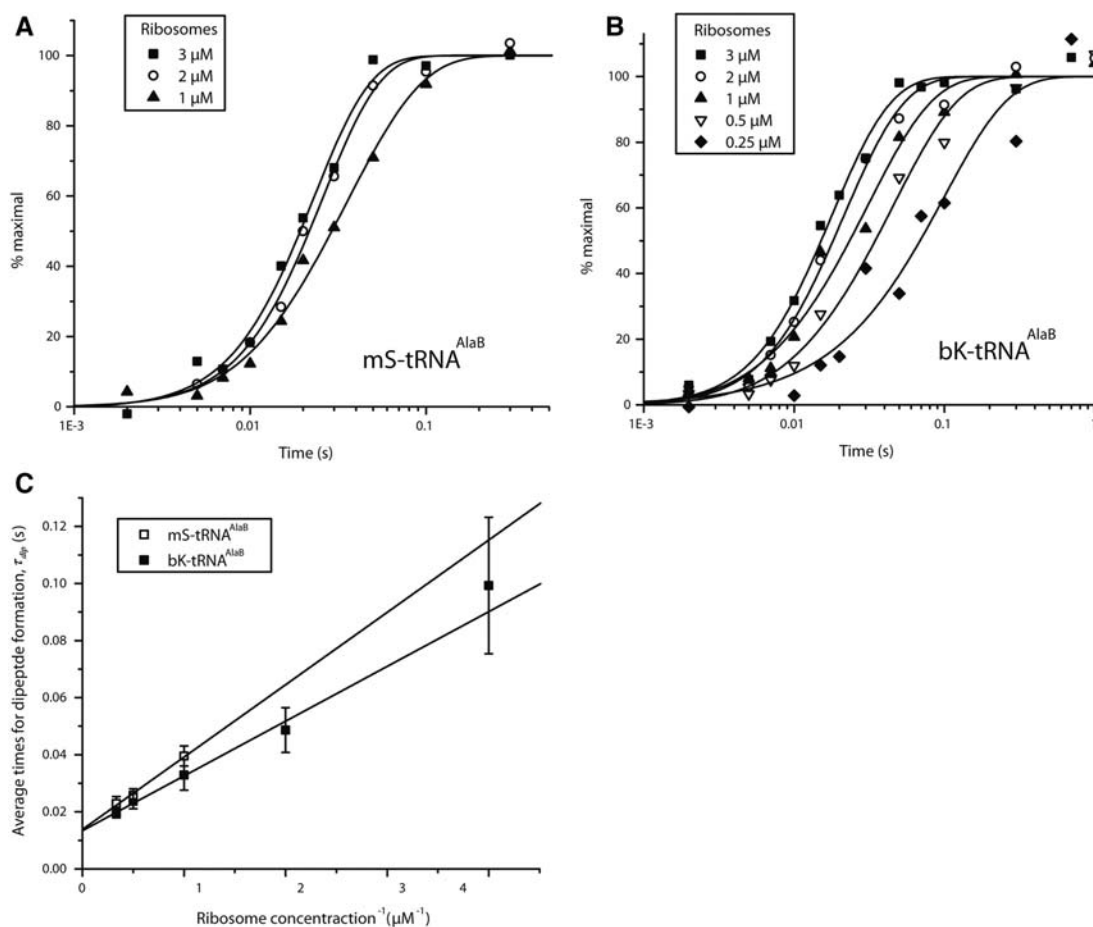 A
Ribosomes
3 µM
2 µM
1 µM
100
80
60
40
20
0
% maximal
mS-tRNA^AlaB
1E-3
0.01
0.1
Time (s)
B
Ribosomes
3 µM
2 µM
1 µM
0.5 µM
0.25 µM
100
80
60
40
20
0
% maximal
bK-tRNA^AlaB
1E-3
0.01
0.1
1
Time (s)
C
mS-tRNA^AlaB
bK-tRNA^AlaB
0.12
0.10
0.08
0.06
0.04
0.02
0.00
Average times for dipeptde formation, τ_dip (s)
0
1
2
3
4
Ribosome concentraction^-1 (µM^-1)